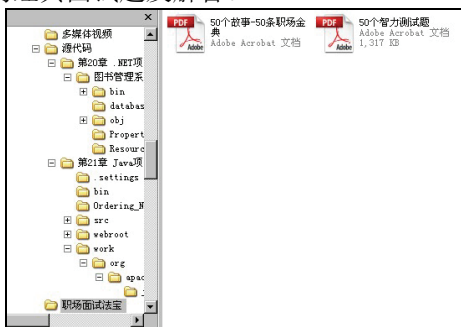 多媒体视频
源代码
第20章 .NET项
图书管理系
bin
databas
obj
Propert
Resourc
第21章 Java项
.settings
bin
Ordering_N
src
webroot
work
org
apac
职场面试法宝
PDF
Adobe
50个故事-50条职场金
典
Adobe Acrobat 文档
PDF
Adobe
50个智力测试题
Adobe Acrobat 文档
1,317 KB